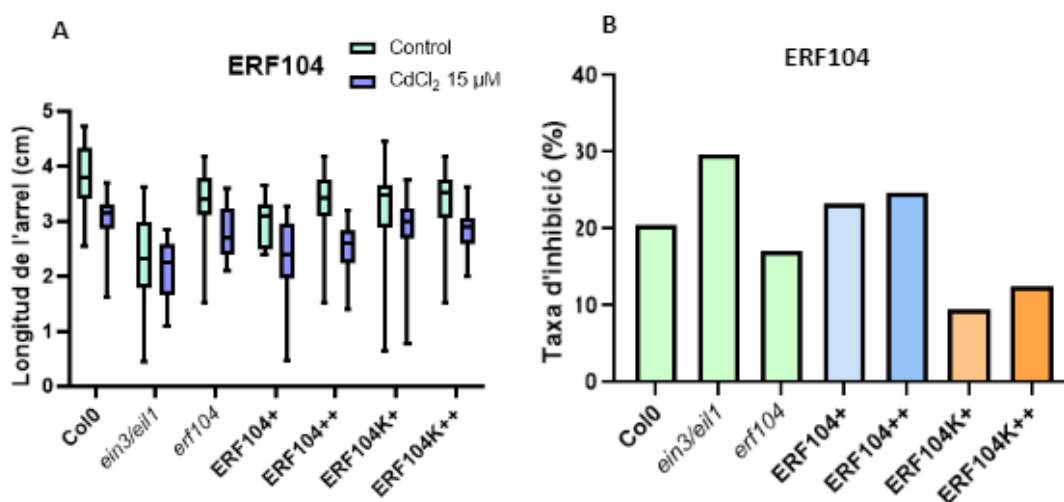 A
ERF104
Control
CdCl₂ 15 µM
Longitud de l'arrel (cm)
5
4
3
2
1
0
Col0
ein3/eil1
erf104
ERF104+
ERF104++
ERF104K+
ERF104K++
B
ERF104
Taxa d'inhibició (%)
40
30
20
10
0
Col0
ein3/eil1
erf104
ERF104+
ERF104++
ERF104K+
ERF104K++